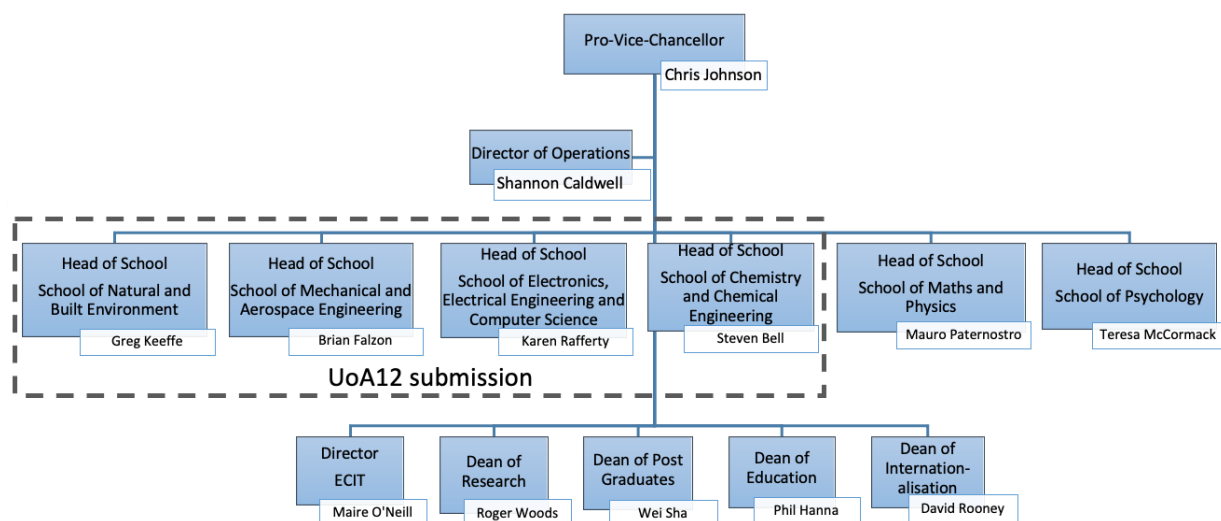 Pro-Vice-Chancellor
Chris Johnson
Director of Operations
Shannon Caldwell
Head of School
School of Natural and
Built Environment
Greg Keeffe
Head of School
School of Mechanical and
Aerospace Engineering
Brian Falzon
Head of School
School of Electronics,
Electrical Engineering and
Computer Science
Karen Rafferty
Head of School
School of Chemistry
and Chemical
Engineering
Steven Bell
Head of School
School of Maths and
Physics
Mauro Paternostro
Head of School
School of Psychology
Teresa McCormack
UoA12 submission
Director
ECIT
Maire O'Neill
Dean of
Research
Roger Woods
Dean of Post
Graduates
Wei Sha
Dean of
Education
Phil Hanna
Dean of
Internation-
alisation
David Rooney